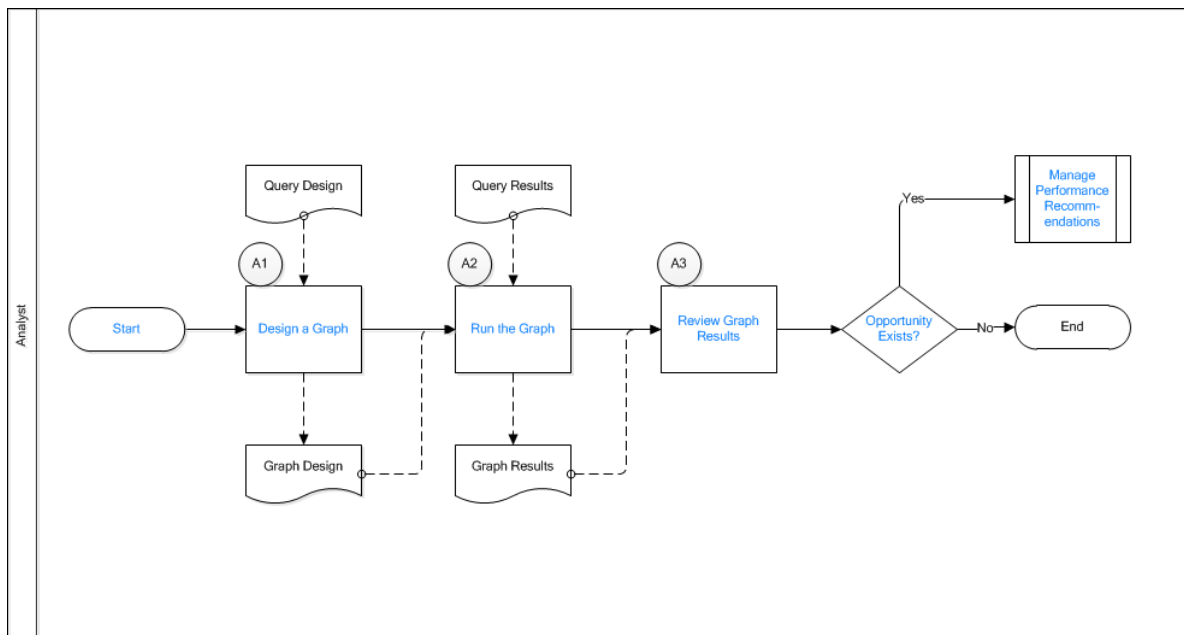 Analyst
Start
Query Design
A1
Design a Graph
Graph Design
Query Results
A2
Run the Graph
Graph Results
A3
Review Graph
Results
Opportunity
Exists?
Yes
Manage
Performance
Recomm-
endations
No
End